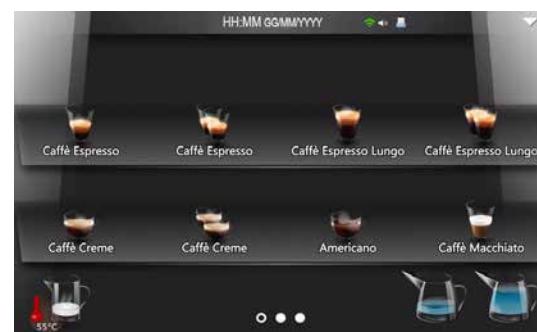 HH:MM GG/MM/YYYY
Caffè Espresso Caffè Espresso Caffè Espresso Lungo Caffè Espresso Lungo
Caffè Creme Caffè Creme Americano Caffè Macchiato
55°C